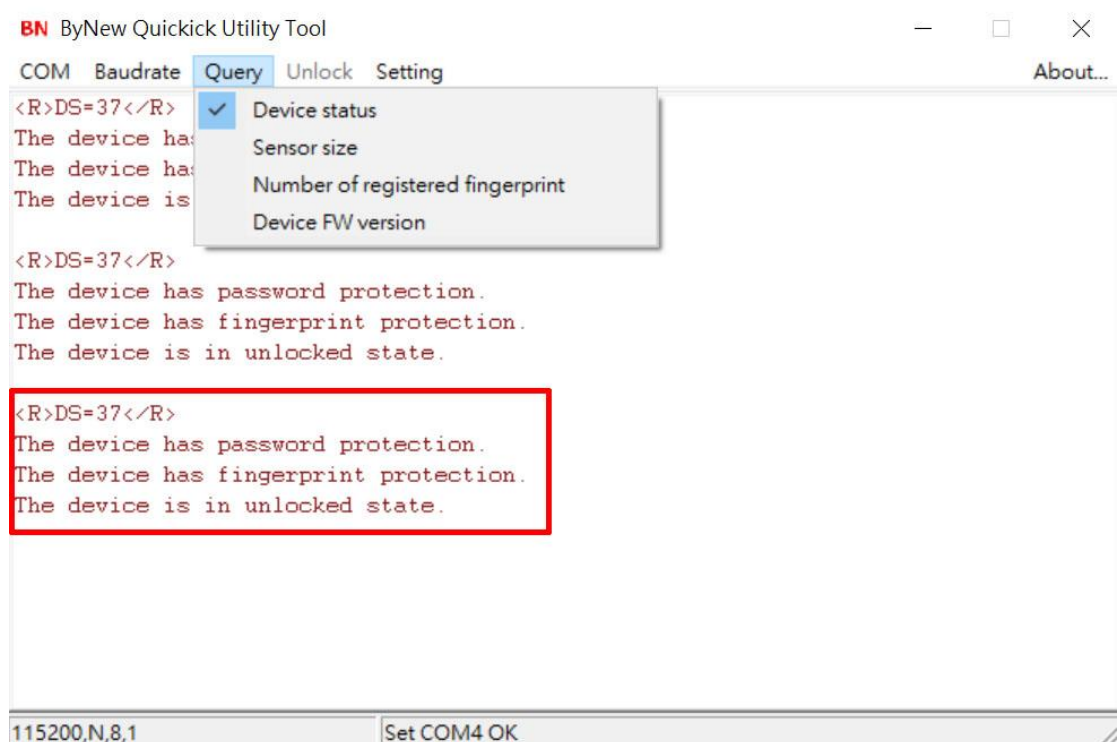 BN ByNew Quickick Utility Tool
COM Baudrate Query Unlock Setting About...
<R>DS=37</R>
The device has
The device has
The device is
Device status
Sensor size
Number of registered fingerprint
Device FW version
<R>DS=37</R>
The device has password protection.
The device has fingerprint protection.
The device is in unlocked state.
<R>DS=37</R>
The device has password protection.
The device has fingerprint protection.
The device is in unlocked state.
115200,N,8,1 Set COM4 OK